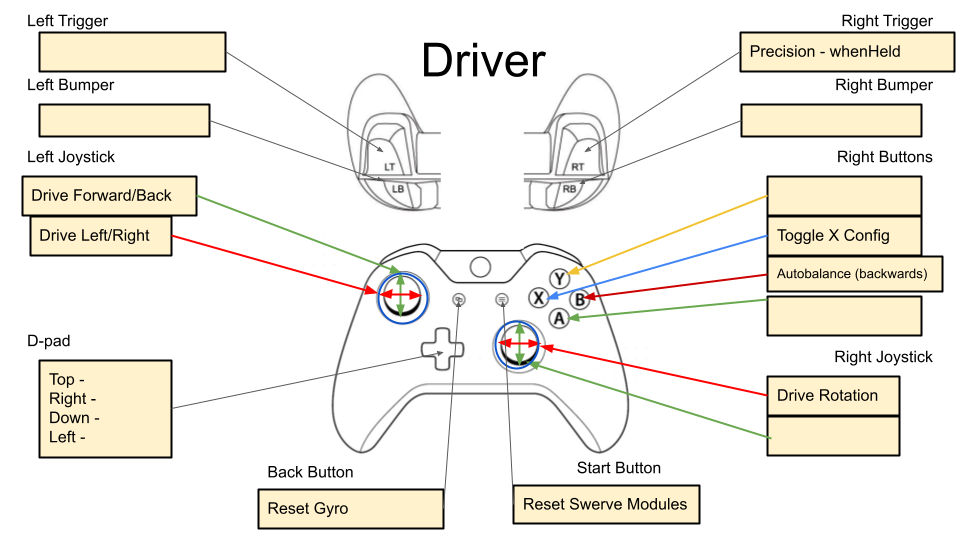 Driver
Left Trigger
Left Bumper
Left Joystick
Drive Forward/Back
Drive Left/Right
D-pad
Top -
Right -
Down -
Left -
LT
LB
RT
RB
Right Trigger
Precision - whenHeld
Right Bumper
Right Buttons
Toggle X Config
Autobalance (backwards)
Y
X
B
A
Right Joystick
Drive Rotation
Back Button
Reset Gyro
Start Button
Reset Swerve Modules